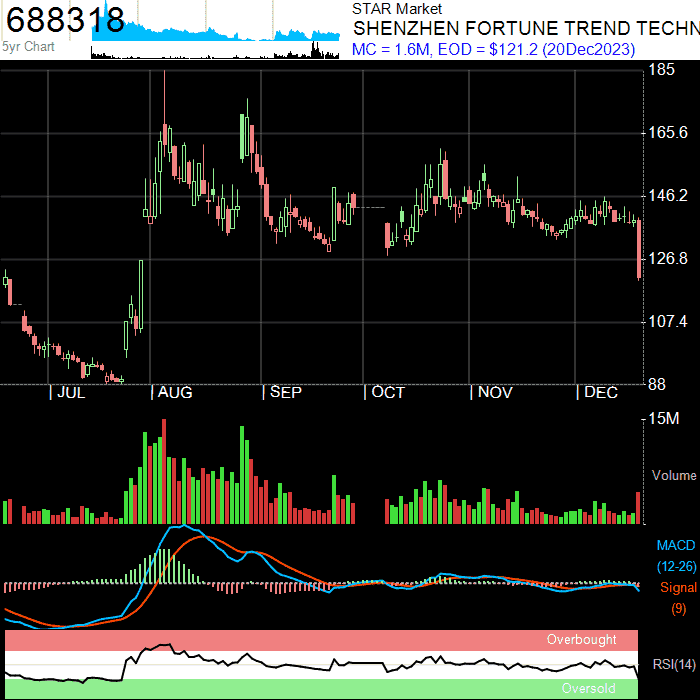 688318
5yr Chart
STAR Market
SHENZHEN FORTUNE TREND TECHN
MC = 1.6M, EOD = $121.2 (20Dec2023)
185
165.6
146.2
126.8
107.4
88
| JUL | AUG | SEP | OCT | NOV | DEC
15M
Volume
MACD
(12-26)
Signal
(9)
Overbought
RSI(14)
Oversold